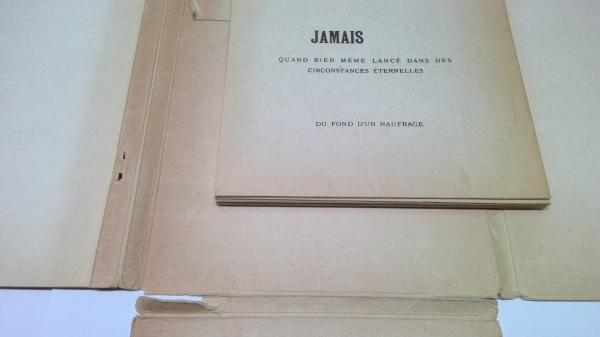 JAMAIS
QUAND BIEN MÊME LANCÉ DANS DES
CIRCONSTANCES ÉTERNELLES
DU FOND D'UN NAUFRAGE